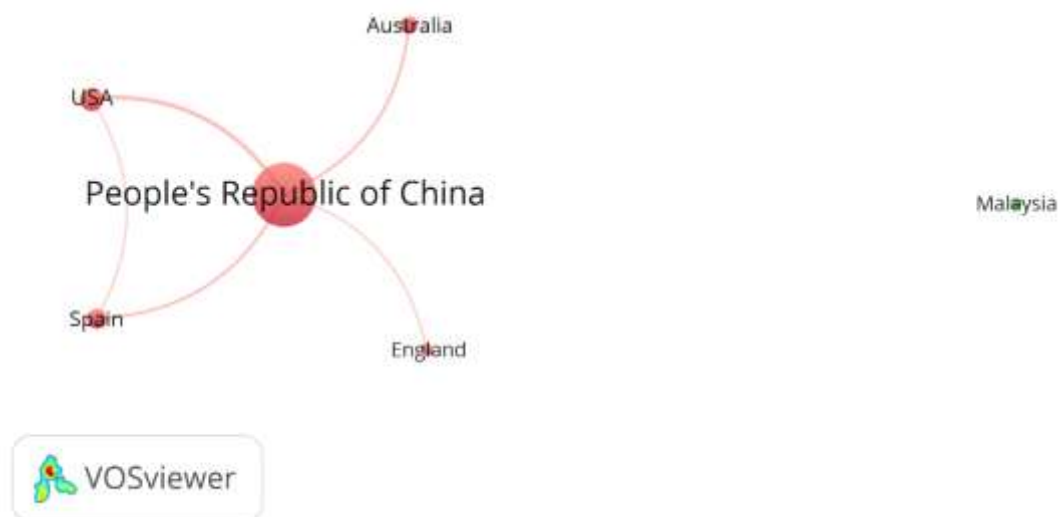 Australia
USA
People's Republic of China
Malaysia
Spain
England
VOSviewer